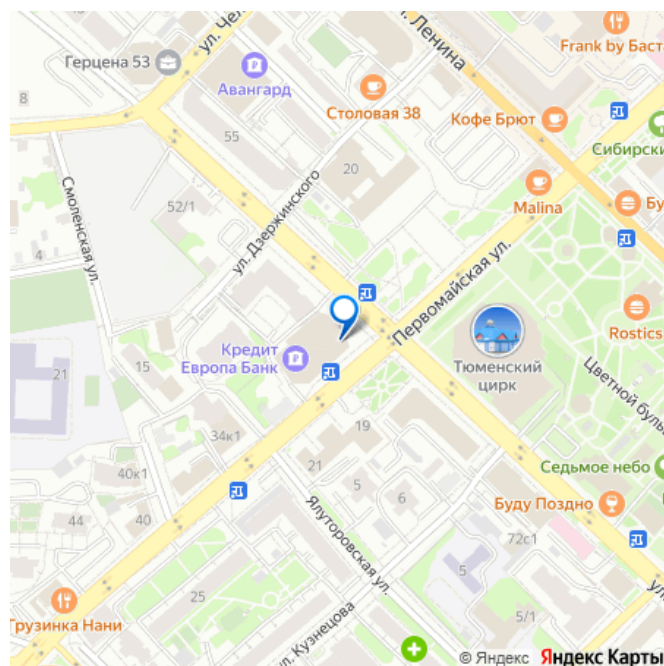 Frank by Баста
ул. Че
Ленина
Герцена 53
Авангард
8
Столовая 38
Кофе Брют
55
Сибирски
20
Смоленская ул.
ул. Дзержинского
52/1
Malina
Бу
4
Первомайская ул.
Rostics
Кредит
Европа Банк
Тюменский
цирк
15
21
Цветной буль
19
34к1
21
40к1
5
6
Седьмое небо
44
40
Буду Поздно
Ялуторовская ул.
72с1
25
5
Грузинка Нани
5/1
ул.
ул. Кузнецова
© Яндекс Яндекс Карты